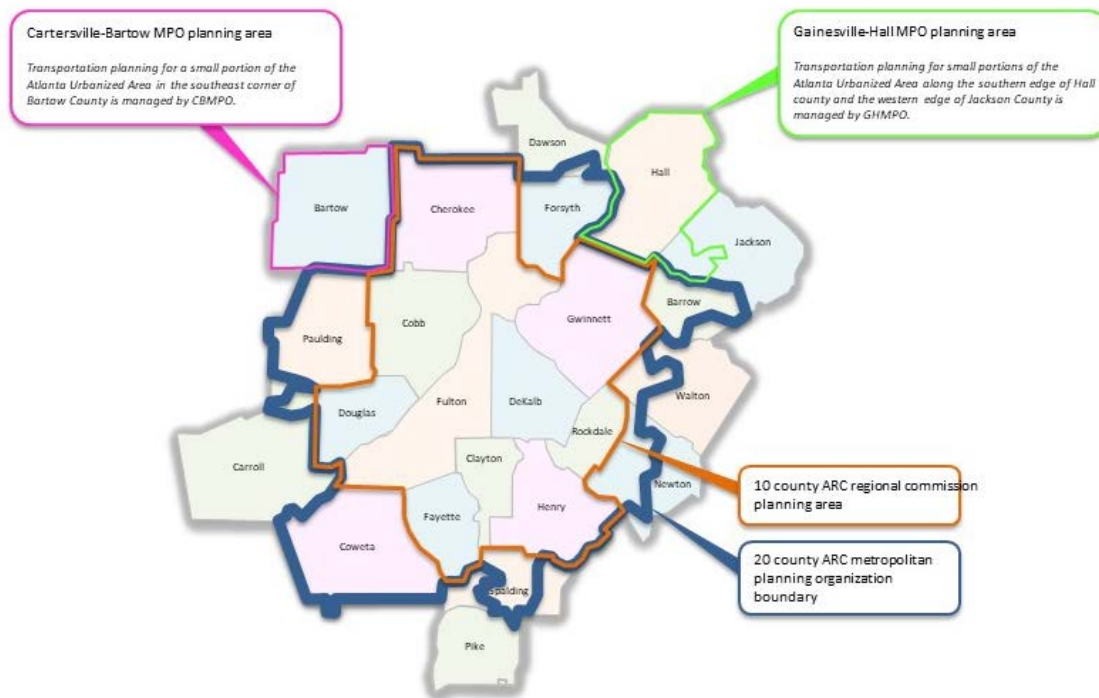 Cartersville-Bartow MPO planning area
Transportation planning for a small portion of the
Atlanta Urbanized Area in the southeast corner of
Bartow County is managed by CBMPO.
Gainesville-Hall MPO planning area
Transportation planning for small portions of the
Atlanta Urbanized Area along the southern edge of Hall
county and the western edge of Jackson County is
managed by GHMPO.
Dawson
Hall
Bartow
Cherokee
Forsyth
Jackson
Barrow
Cobb
Gwinnett
Paulding
Walton
Douglas
Fulton
DeKalb
Rockdale
Clayton
Carroll
Newton
Henry
Fayette
Coweta
Spalding
Pike
10 county ARC regional commission
planning area
20 county ARC metropolitan
planning organization
boundary